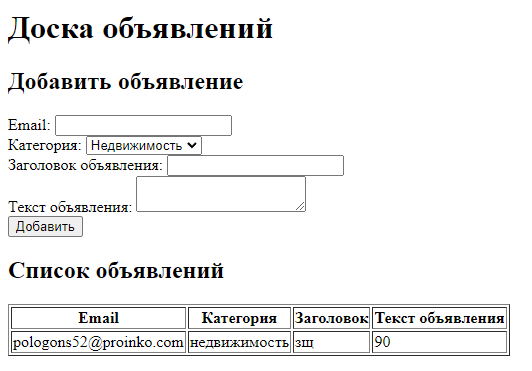 Доска объявлений
Добавить объявление
Email:
Категория: Недвижимость
Заголовок объявления:
Текст объявления:
Добавить
Список объявлений
Email Категория Заголовок Текст объявления
pologons52@proinko.com недвижимость зщ 90